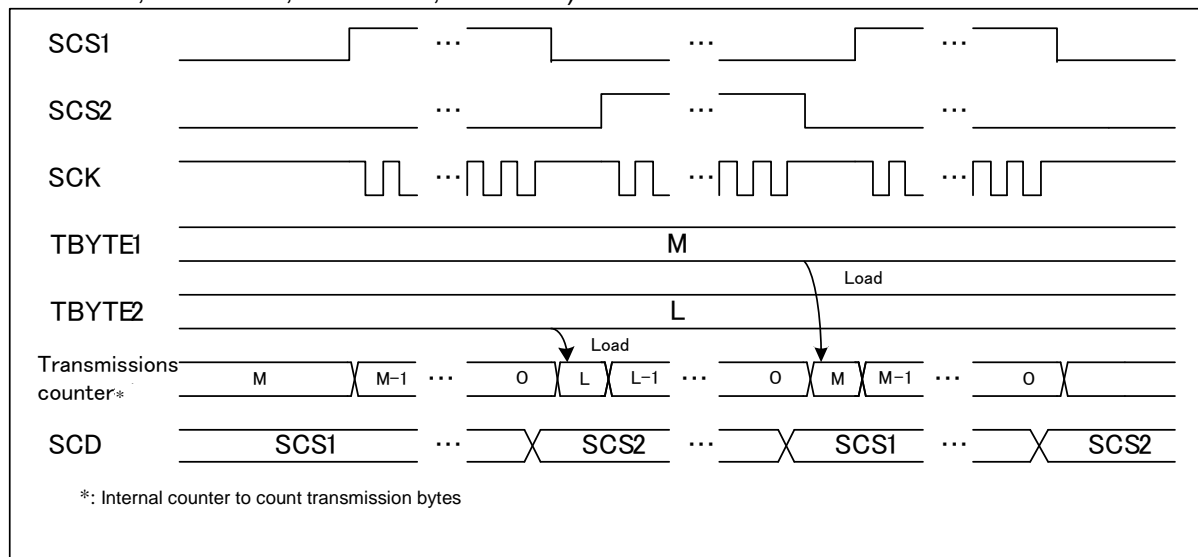 SCS1 ... ... ...
SCS2 ... ... ...
SCK ... ... ...
TBYTE1 M
Load
TBYTE2 L
Load
Transmissions
counter* M M-1 ... 0 L L-1 ... 0 M M-1 ... 0
SCD SCS1 ... SCS2 ... SCS1 ... SCS2
*: Internal counter to count transmission bytes